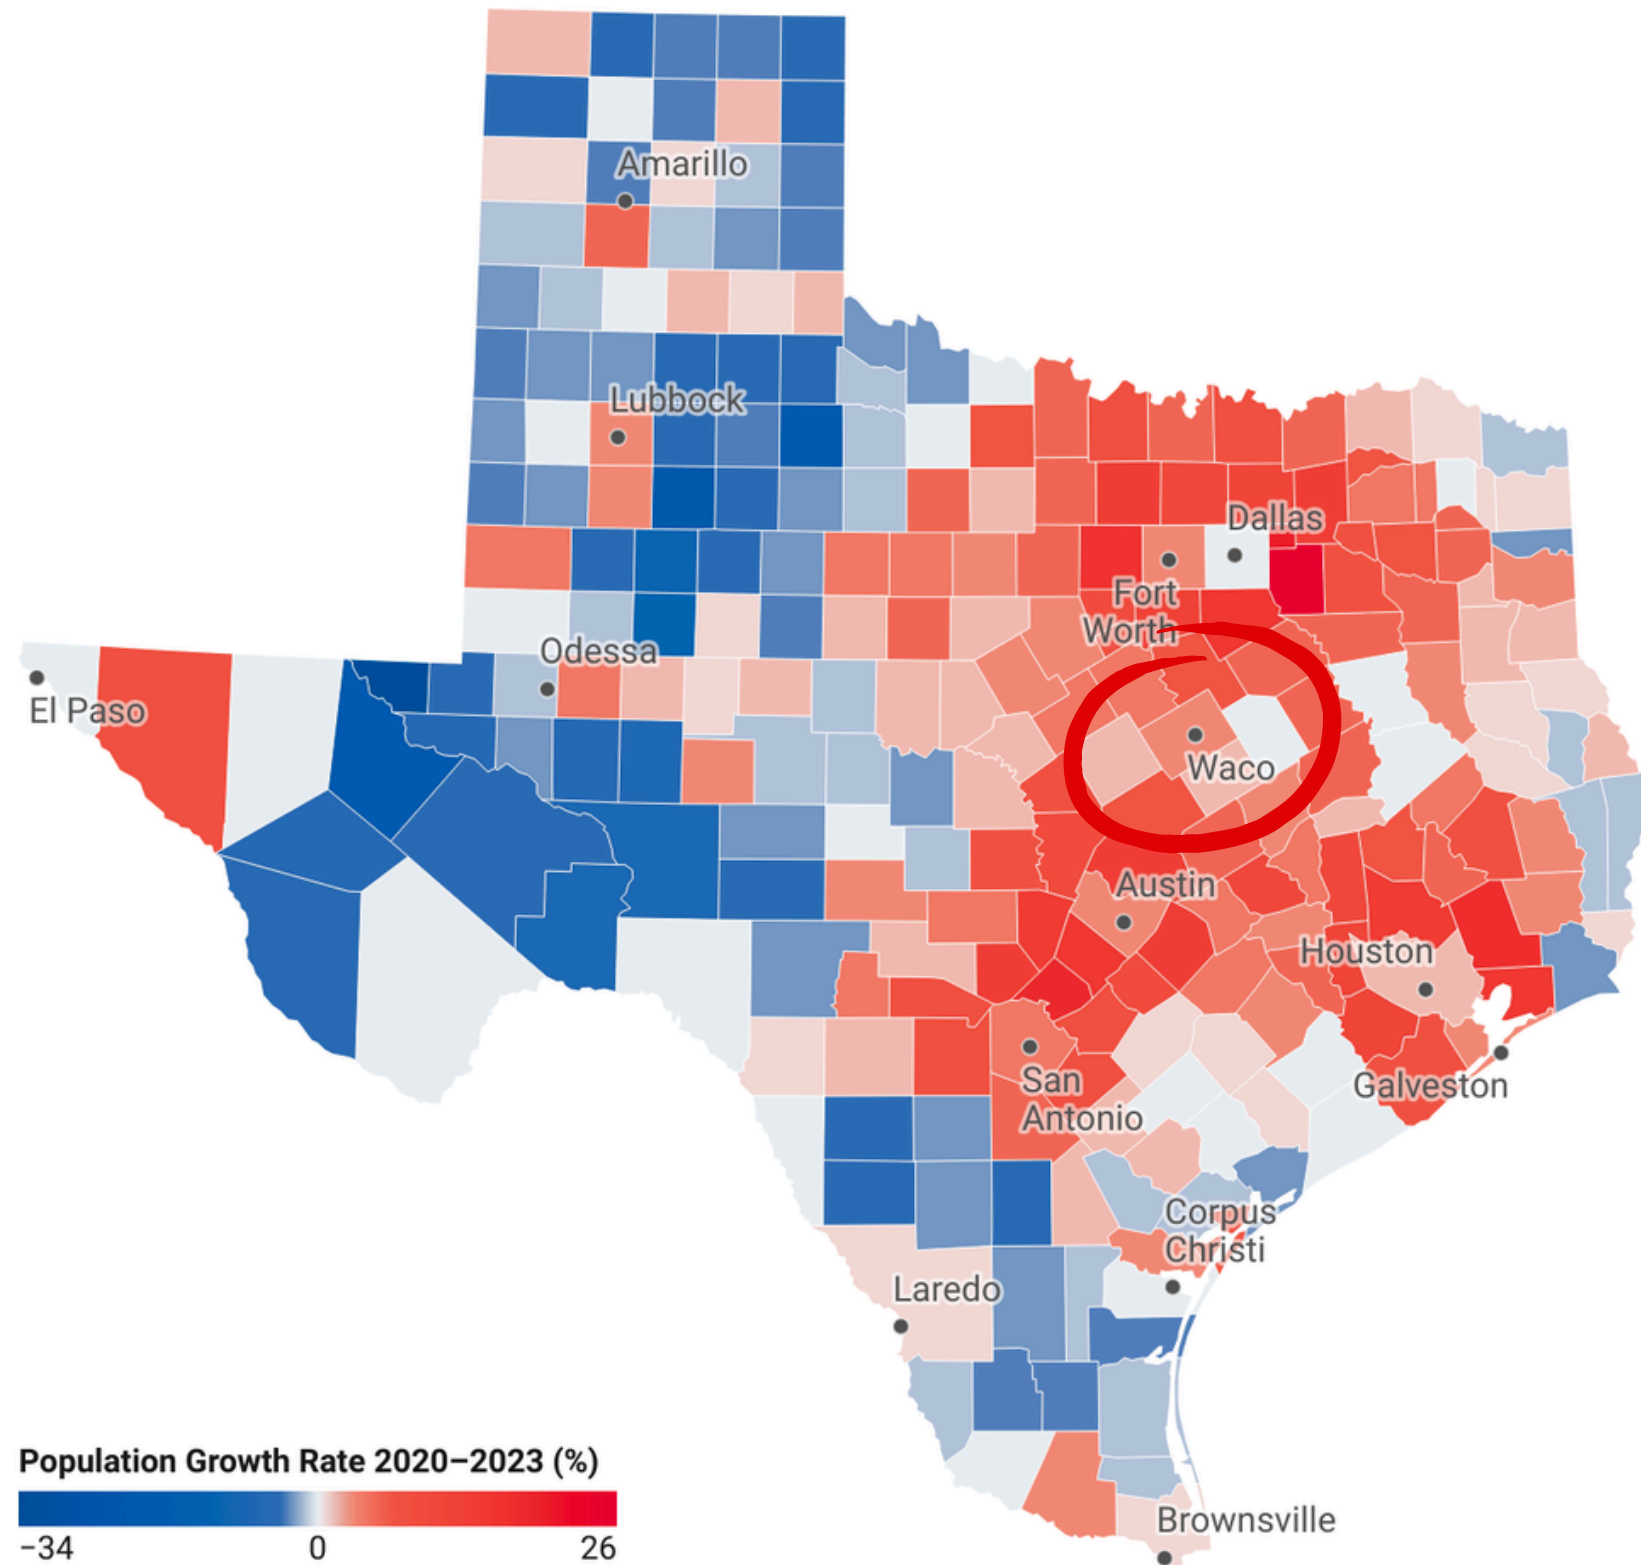 Amarillo
Lubbock
Dallas
Fort
Worth
Odessa
El Paso
Waco
Austin
Houston
San
Antonio
Galveston
Corpus
Christi
Laredo
Population Growth Rate 2020–2023 (%)
−34 0 26
Brownsville